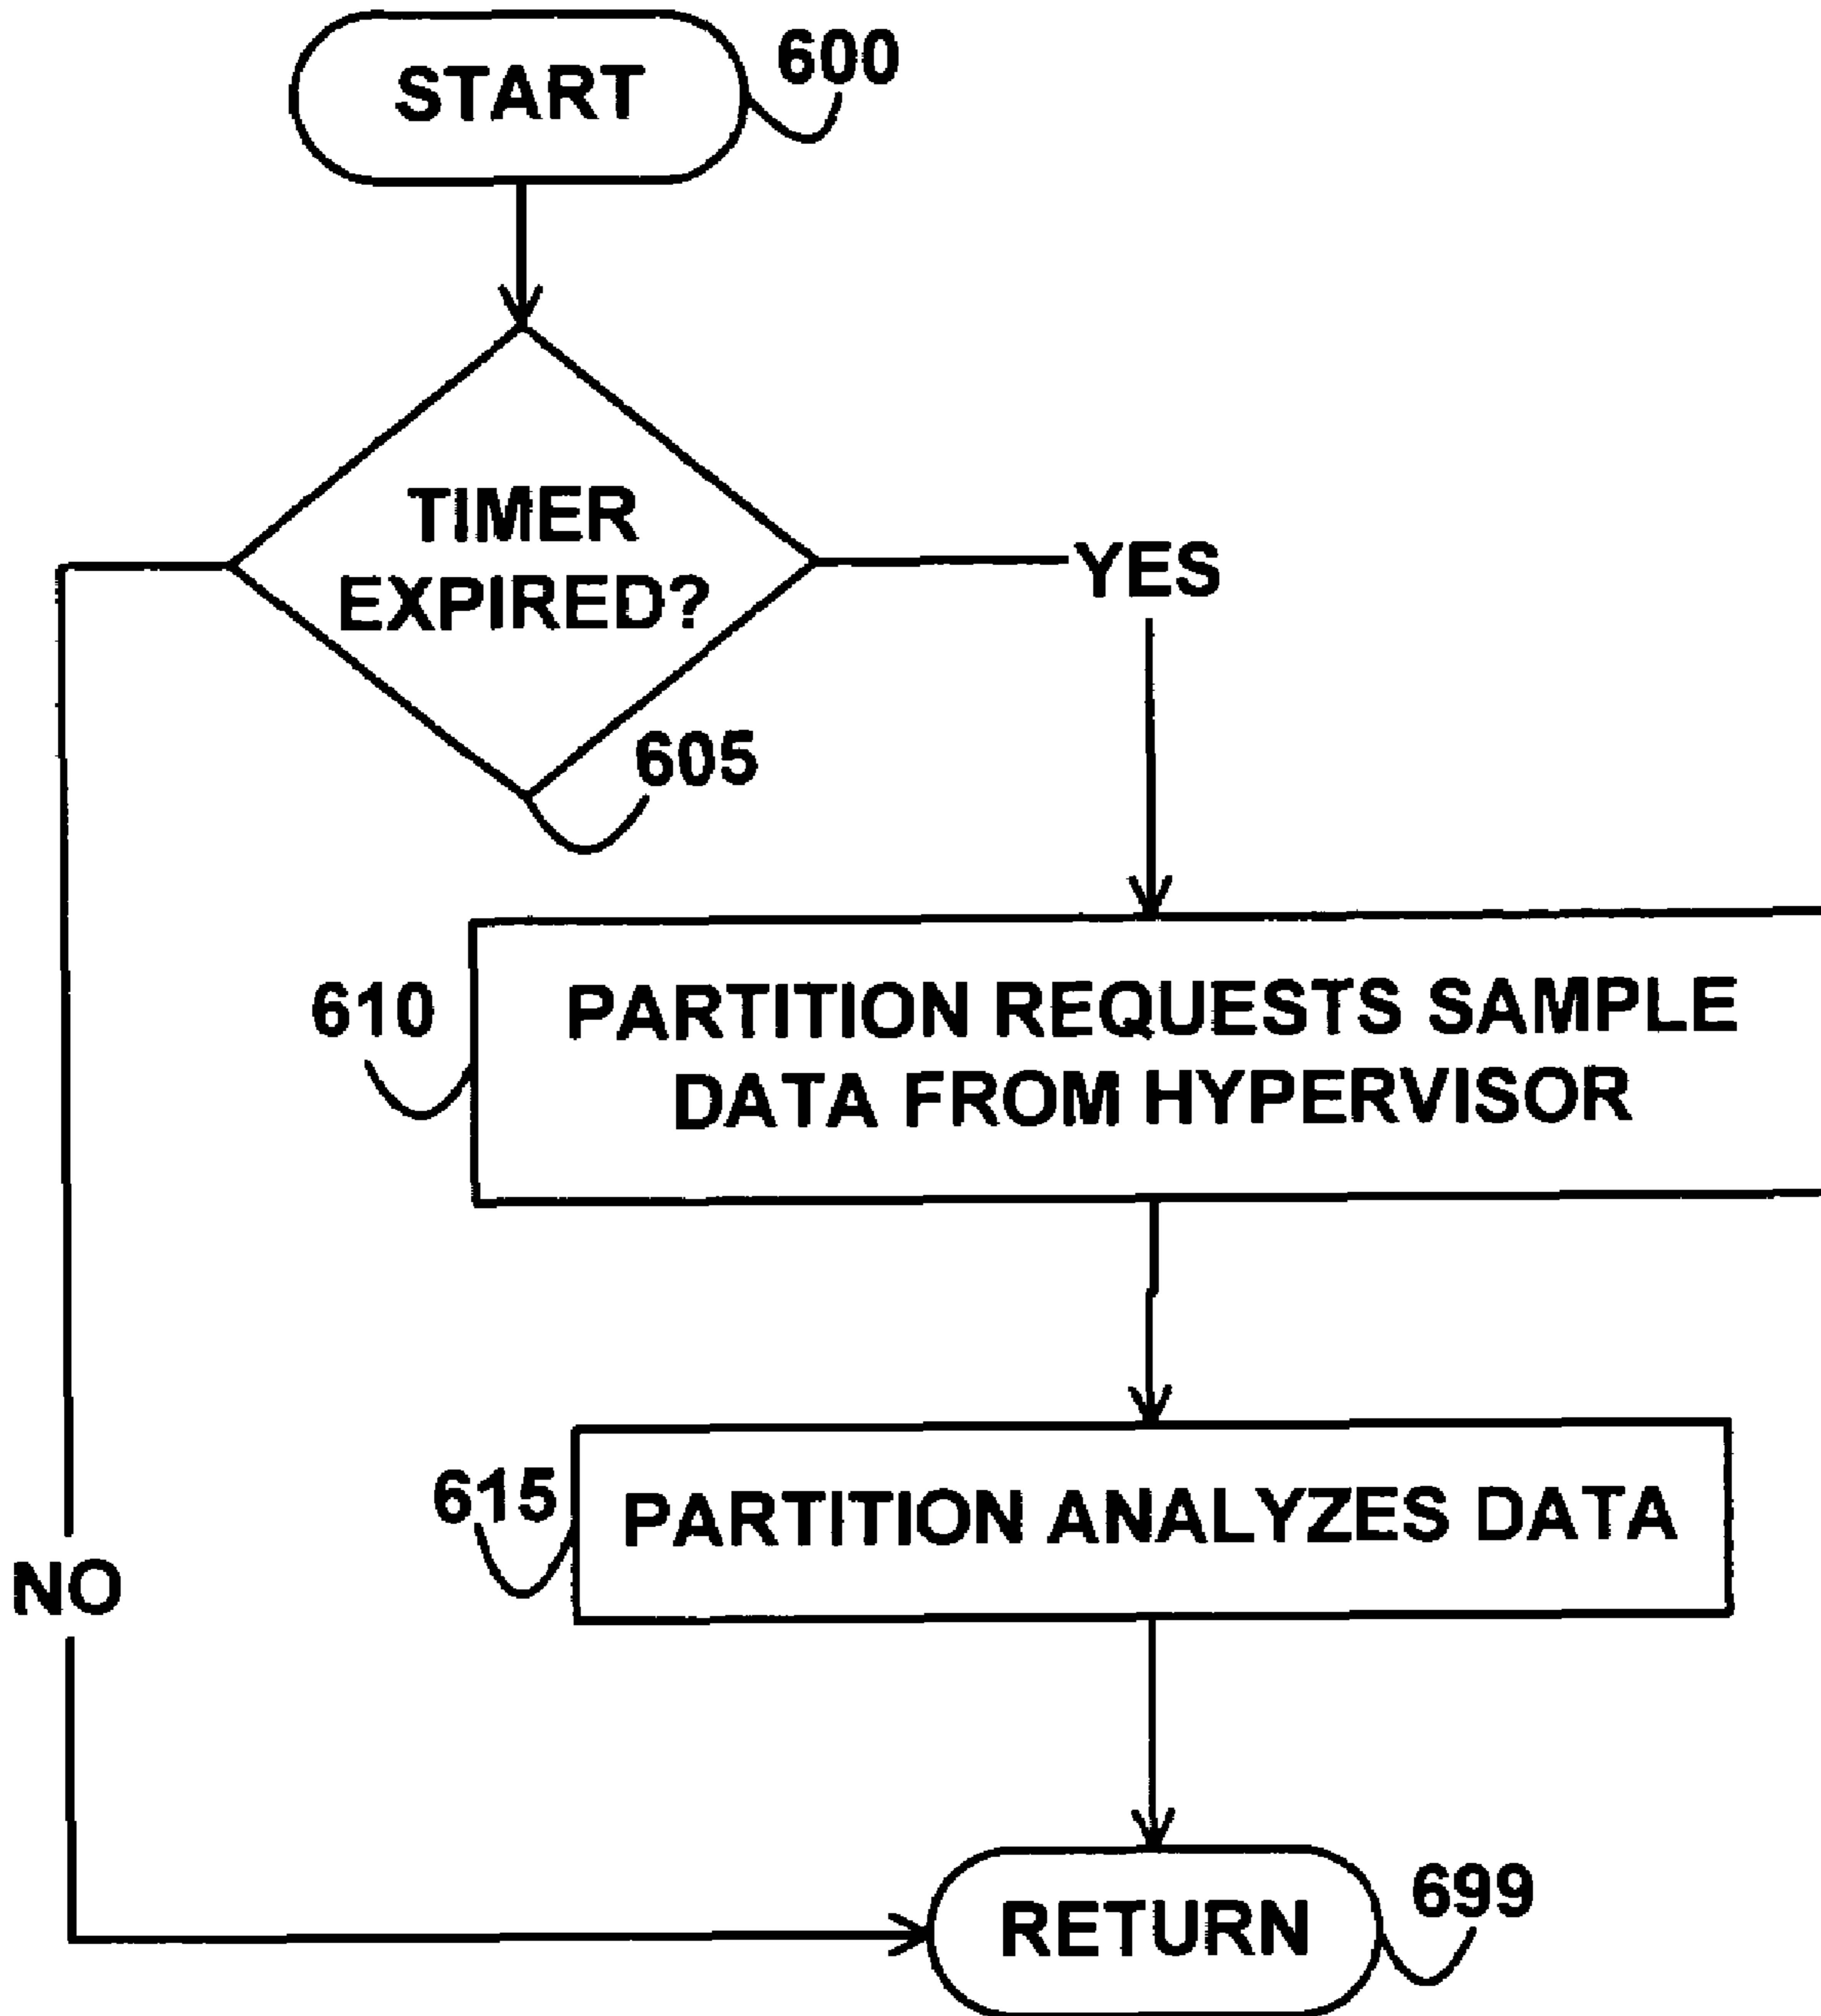 START
600
TIMER
EXPIRED?
YES
605
610
PARTITION REQUESTS SAMPLE
DATA FROM HYPERVISOR
615
PARTITION ANALYZES DATA
NO
RETURN
699